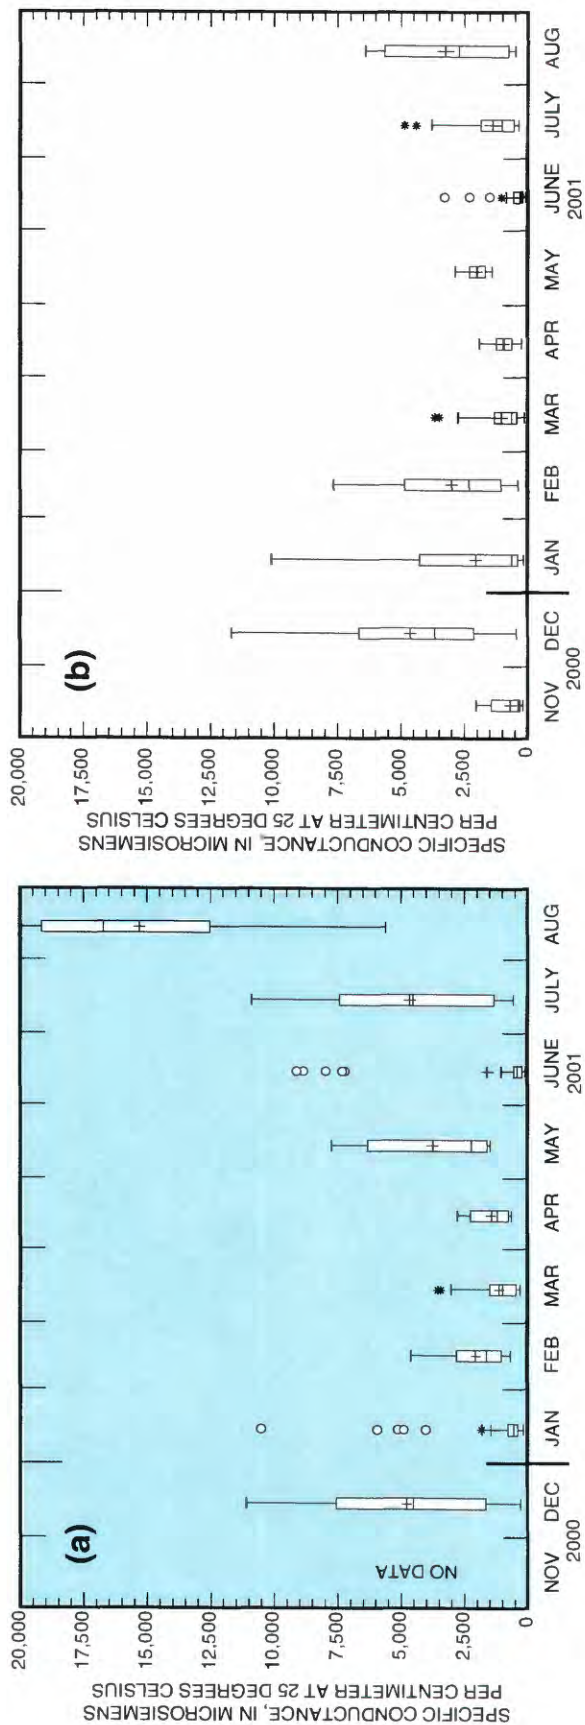 (a)
SPECIFIC CONDUCTANCE, IN MICROSIEMENS
PER CENTIMETER AT 25 DEGREES CELSIUS
20,000
17,500
15,000
12,500
10,000
7,500
5,000
2,500
0
NO DATA
NOV DEC JAN FEB MAR APR MAY JUNE JULY AUG
2000 2001
(b)
SPECIFIC CONDUCTANCE, IN MICROSIEMENS
PER CENTIMETER AT 25 DEGREES CELSIUS
20,000
17,500
15,000
12,500
10,000
7,500
5,000
2,500
0
NOV DEC JAN FEB MAR APR MAY JUNE JULY AUG
2000 2001